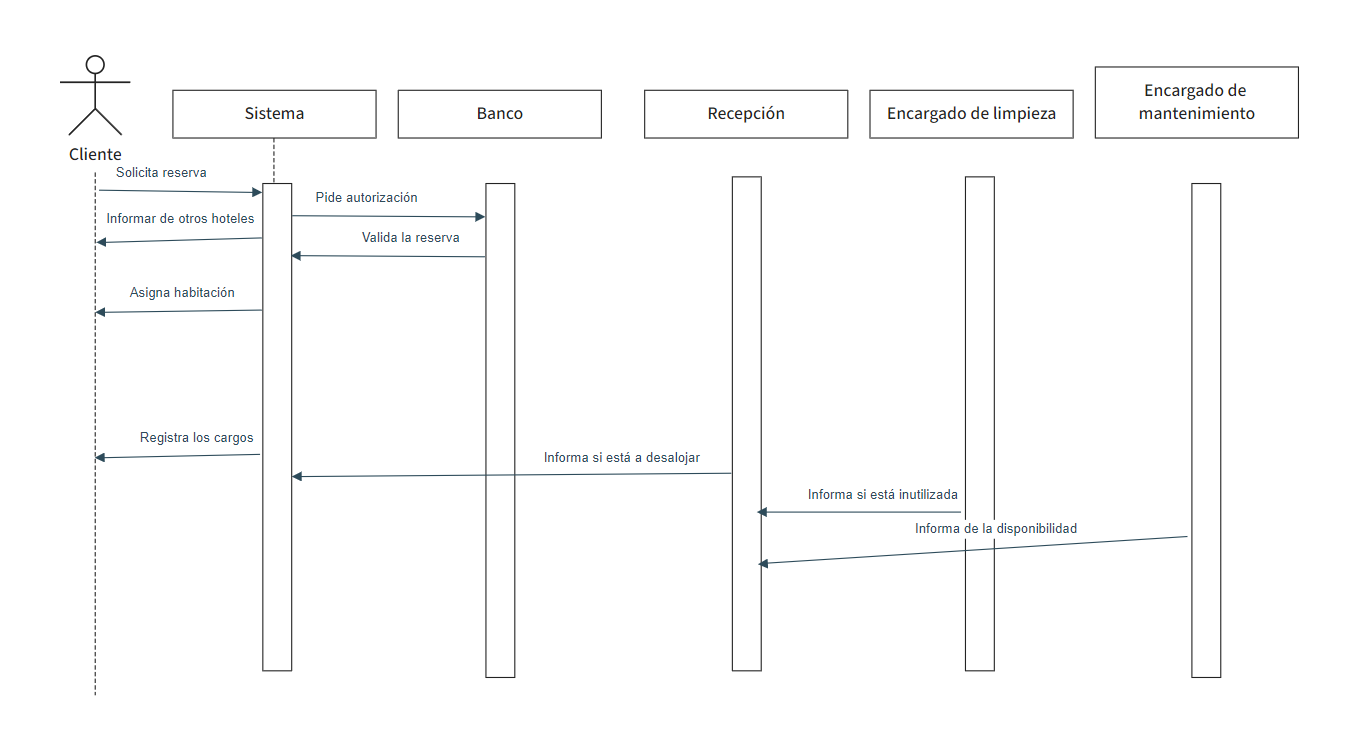 Cliente
Sistema
Banco
Recepción
Encargado de limpieza
Encargado de
mantenimiento
Solicita reserva
Pide autorización
Informar de otros hoteles
Valida la reserva
Asigna habitación
Registra los cargos
Informa si está a desalojar
Informa si está inutilizada
Informa de la disponibilidad